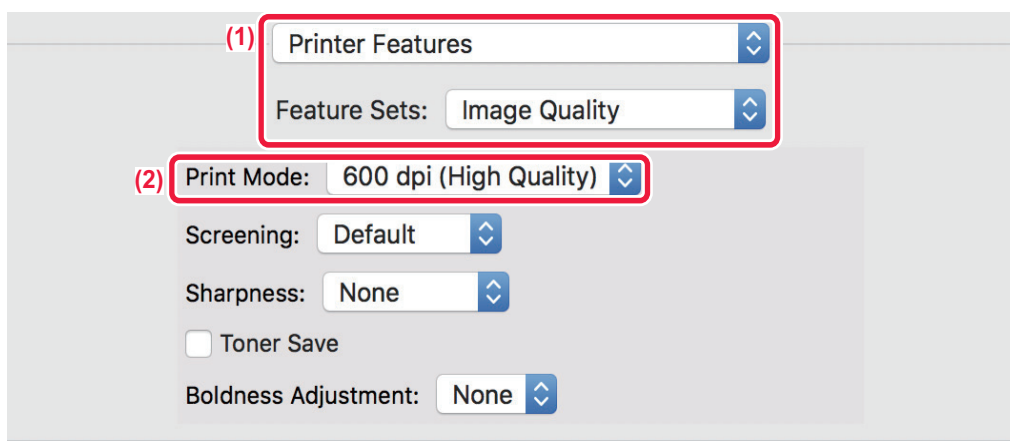 (1) Printer Features
Feature Sets: Image Quality
(2) Print Mode: 600 dpi (High Quality)
Screening: Default
Sharpness: None
Toner Save
Boldness Adjustment: None